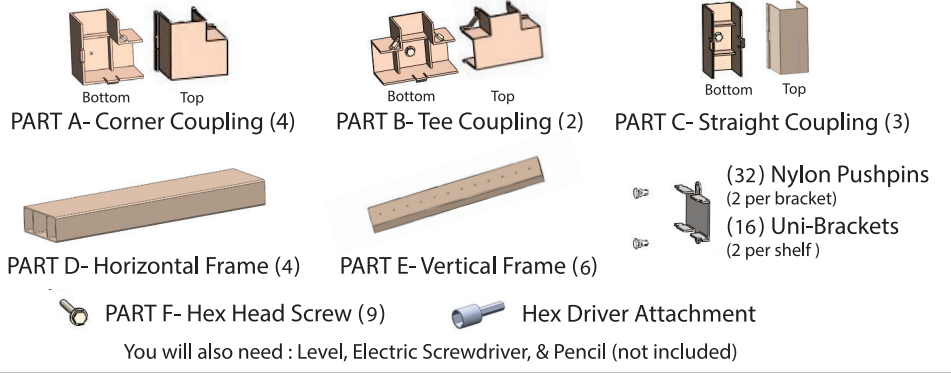 Bottom Top Bottom Top Bottom Top
PART A- Corner Coupling (4) PART B- Tee Coupling (2) PART C- Straight Coupling (3)
(32) Nylon Pushpins
(2 per bracket)
(16) Uni-Brackets
(2 per shelf )
PART D- Horizontal Frame (4) PART E- Vertical Frame (6)
PART F- Hex Head Screw (9) Hex Driver Attachment
You will also need : Level, Electric Screwdriver, & Pencil (not included)